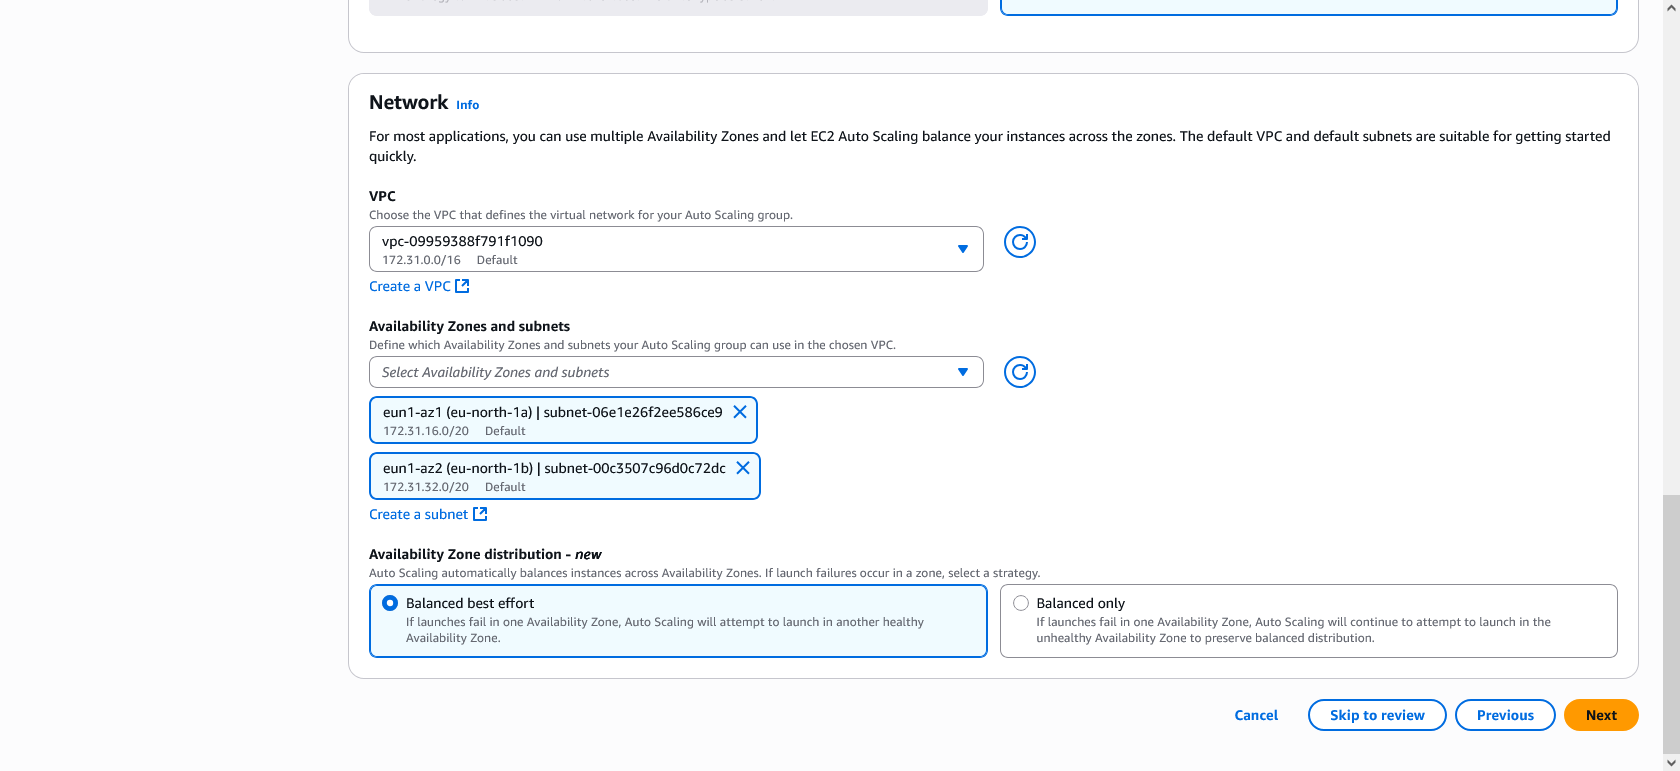 Network Info
For most applications, you can use multiple Availability Zones and let EC2 Auto Scaling balance your instances across the zones. The default VPC and default subnets are suitable for getting started
quickly.
VPC
Choose the VPC that defines the virtual network for your Auto Scaling group.
vpc-09959388f791f1090
172.31.0.0/16 Default
Create a VPC
Availability Zones and subnets
Define which Availability Zones and subnets your Auto Scaling group can use in the chosen VPC.
Select Availability Zones and subnets
eun1-az1 (eu-north-1a) | subnet-06e1e26f2ee586ce9
172.31.16.0/20 Default
eun1-az2 (eu-north-1b) | subnet-00c3507c96d0c72dc
172.31.32.0/20 Default
Create a subnet
Availability Zone distribution - new
Auto Scaling automatically balances instances across Availability Zones. If launch failures occur in a zone, select a strategy.
Balanced best effort
If launches fail in one Availability Zone, Auto Scaling will attempt to launch in another healthy
Availability Zone.
Balanced only
If launches fail in one Availability Zone, Auto Scaling will continue to attempt to launch in the
unhealthy Availability Zone to preserve balanced distribution.
Cancel
Skip to review
Previous
Next